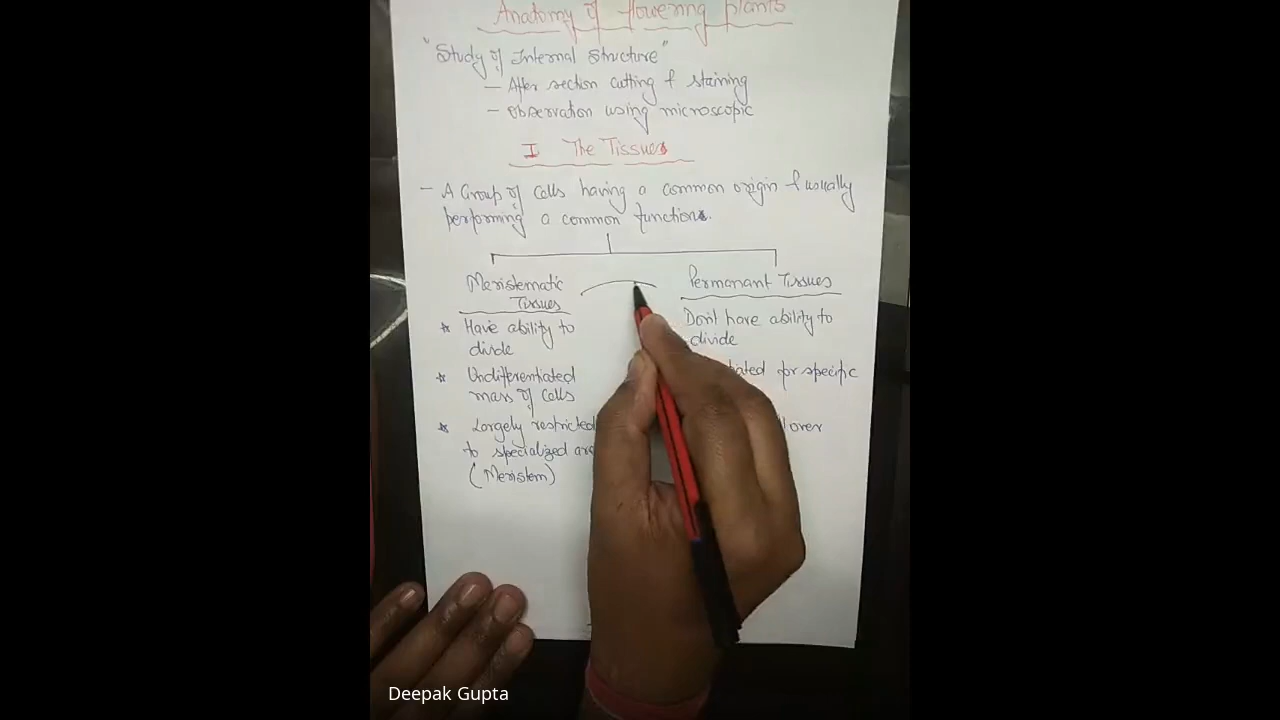 Anatomy of flowering plants
"Study of Internal Structure"
— After section cutting & staining
— Observation using microscopic
I The Tissues
— A Group of Cells having a common origin & usually
performing a common function.
Meristematic
Tissues
* Have ability to
divide
* Undifferentiated
mass of cells
* Largely restricted
to specialized
(Meristem)
Permanant Tissues
Don't have ability to
divide
for specific
over
Deepak Gupta